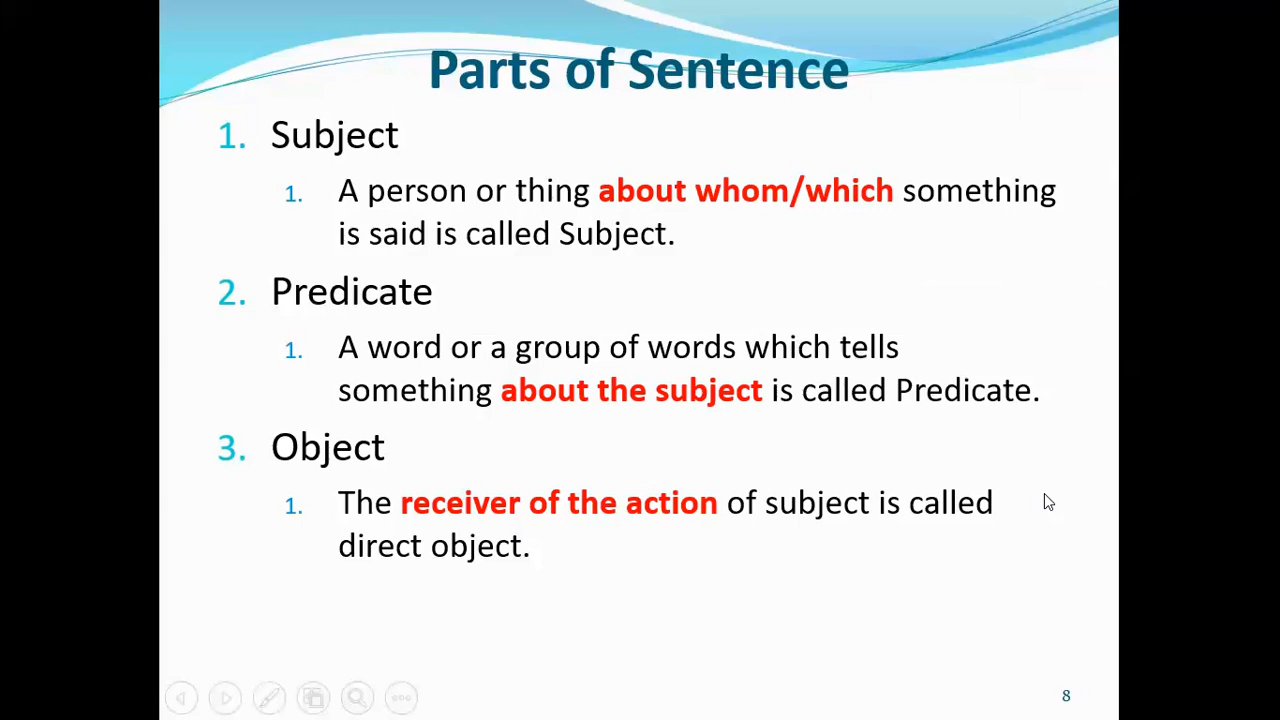 Parts of Sentence
1. Subject
1. A person or thing about whom/which something
is said is called Subject.
2. Predicate
1. A word or a group of words which tells
something about the subject is called Predicate.
3. Object
1. The receiver of the action of subject is called
direct object.
8